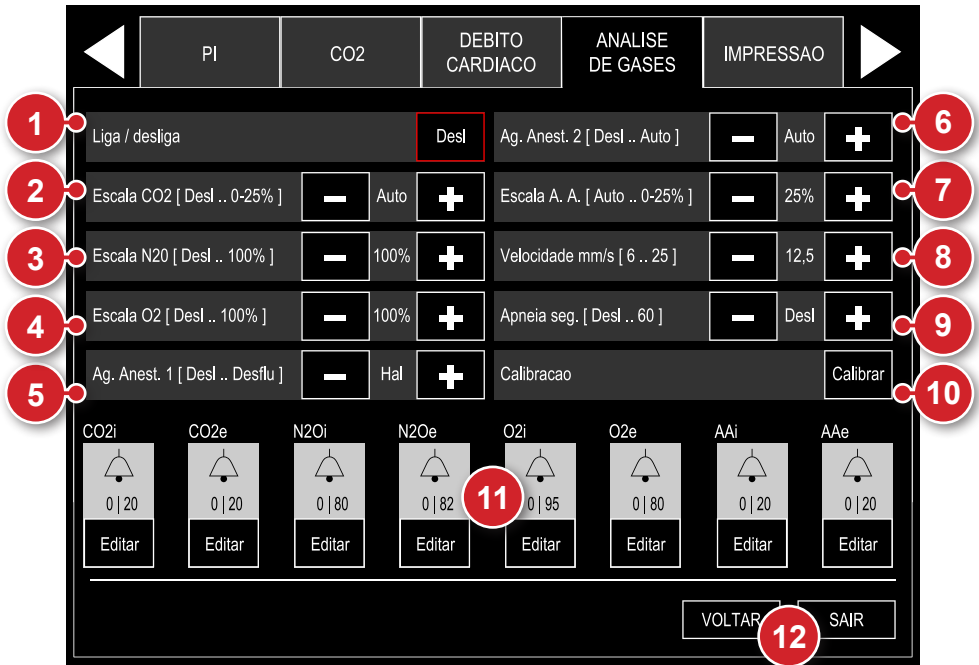 PI
CO2
DEBITO
CARDIACO
ANALISE
DE GASES
IMPRESSAO
1
Liga / desliga
Desl
Ag. Anest. 2 [ Desl .. Auto ]
Auto
6
2
Escala CO2 [ Desl .. 0-25% ]
Auto
Escala A. A. [ Auto .. 0-25% ]
25%
7
3
Escala N20 [ Desl .. 100% ]
100%
Velocidade mm/s [ 6 .. 25 ]
12,5
8
4
Escala O2 [ Desl .. 100% ]
100%
Apneia seg. [ Desl .. 60 ]
Desl
9
5
Ag. Anest. 1 [ Desl .. Desflu ]
Hal
Calibracao
Calibrar
10
CO2i
CO2e
N2Oi
N2Oe
O2i
O2e
AAi
AAe
0 | 20
0 | 20
0 | 80
0 | 82
11
0 | 95
0 | 80
0 | 20
0 | 20
Editar
Editar
Editar
Editar
Editar
Editar
Editar
Editar
VOLTAR
12
SAIR